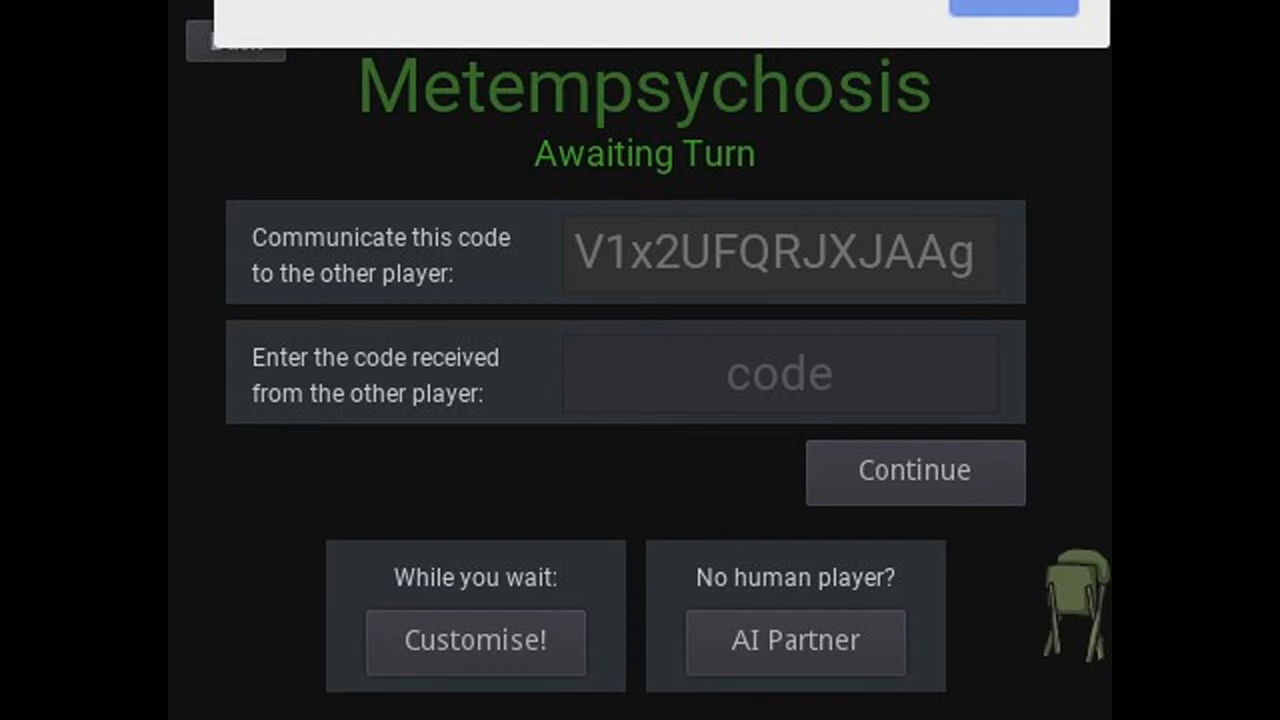 Metempsychosis
Awaiting Turn
Communicate this code
to the other player:
V1x2UFQRJXJAAg
Enter the code received
from the other player:
code
Continue
While you wait:
Customise!
No human player?
AI Partner